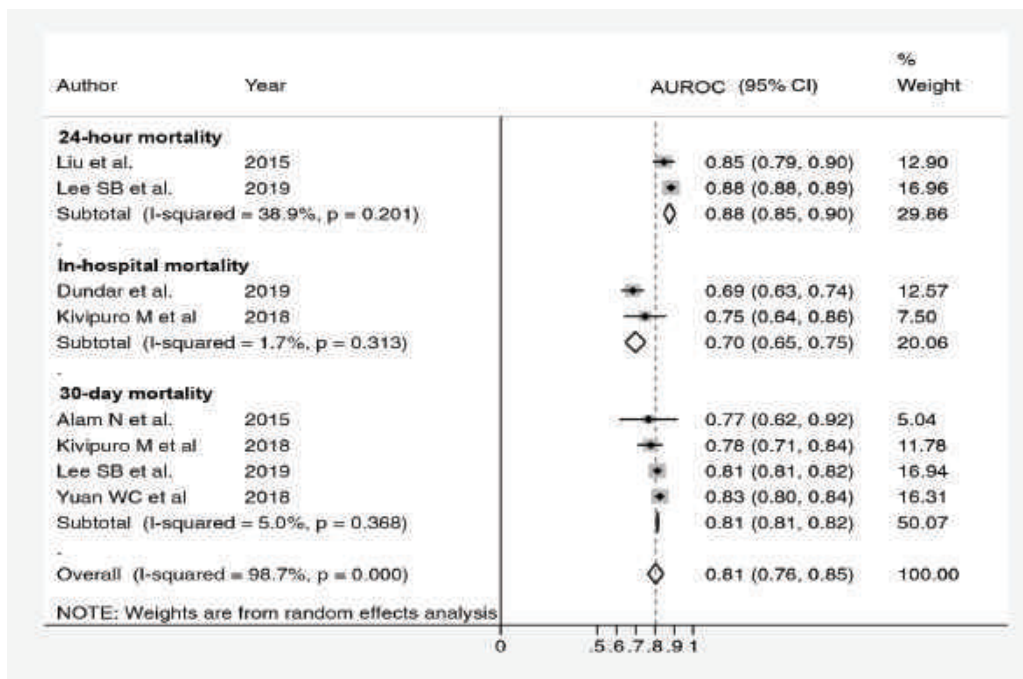 %
Author Year AUROC (95% CI) Weight
24-hour mortality
Liu et al. 2015 0.85 (0.79, 0.90) 12.90
Lee SB et al. 2019 0.88 (0.88, 0.89) 16.96
Subtotal (I-squared = 38.9%, p = 0.201) 0.88 (0.85, 0.90) 29.86
.
In-hospital mortality
Dundar et al. 2019 0.69 (0.63, 0.74) 12.57
Kivipuro M et al 2018 0.75 (0.64, 0.86) 7.50
Subtotal (I-squared = 1.7%, p = 0.313) 0.70 (0.65, 0.75) 20.06
.
30-day mortality
Alam N et al. 2015 0.77 (0.62, 0.92) 5.04
Kivipuro M et al 2018 0.78 (0.71, 0.84) 11.78
Lee SB et al. 2019 0.81 (0.81, 0.82) 16.94
Yuan WC et al 2018 0.83 (0.80, 0.84) 16.31
Subtotal (I-squared = 5.0%, p = 0.368) 0.81 (0.81, 0.82) 50.07
.
Overall (I-squared = 98.7%, p = 0.000) 0.81 (0.76, 0.85) 100.00
NOTE: Weights are from random effects analysis
0 .5 .6 .7 .8 .9 1